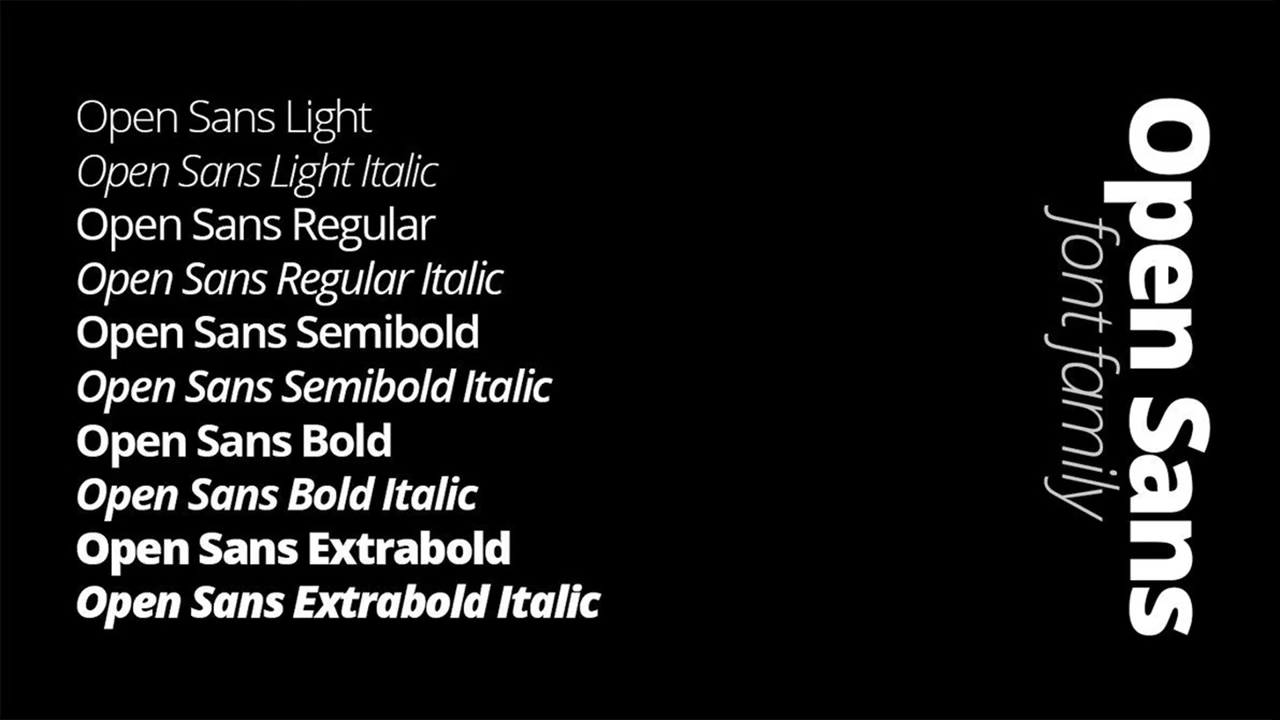 Open Sans Light
Open Sans Light Italic
Open Sans Regular
Open Sans Regular Italic
Open Sans Semibold
Open Sans Semibold Italic
Open Sans Bold
Open Sans Bold Italic
Open Sans Extrabold
Open Sans Extrabold Italic
Open Sans
font family